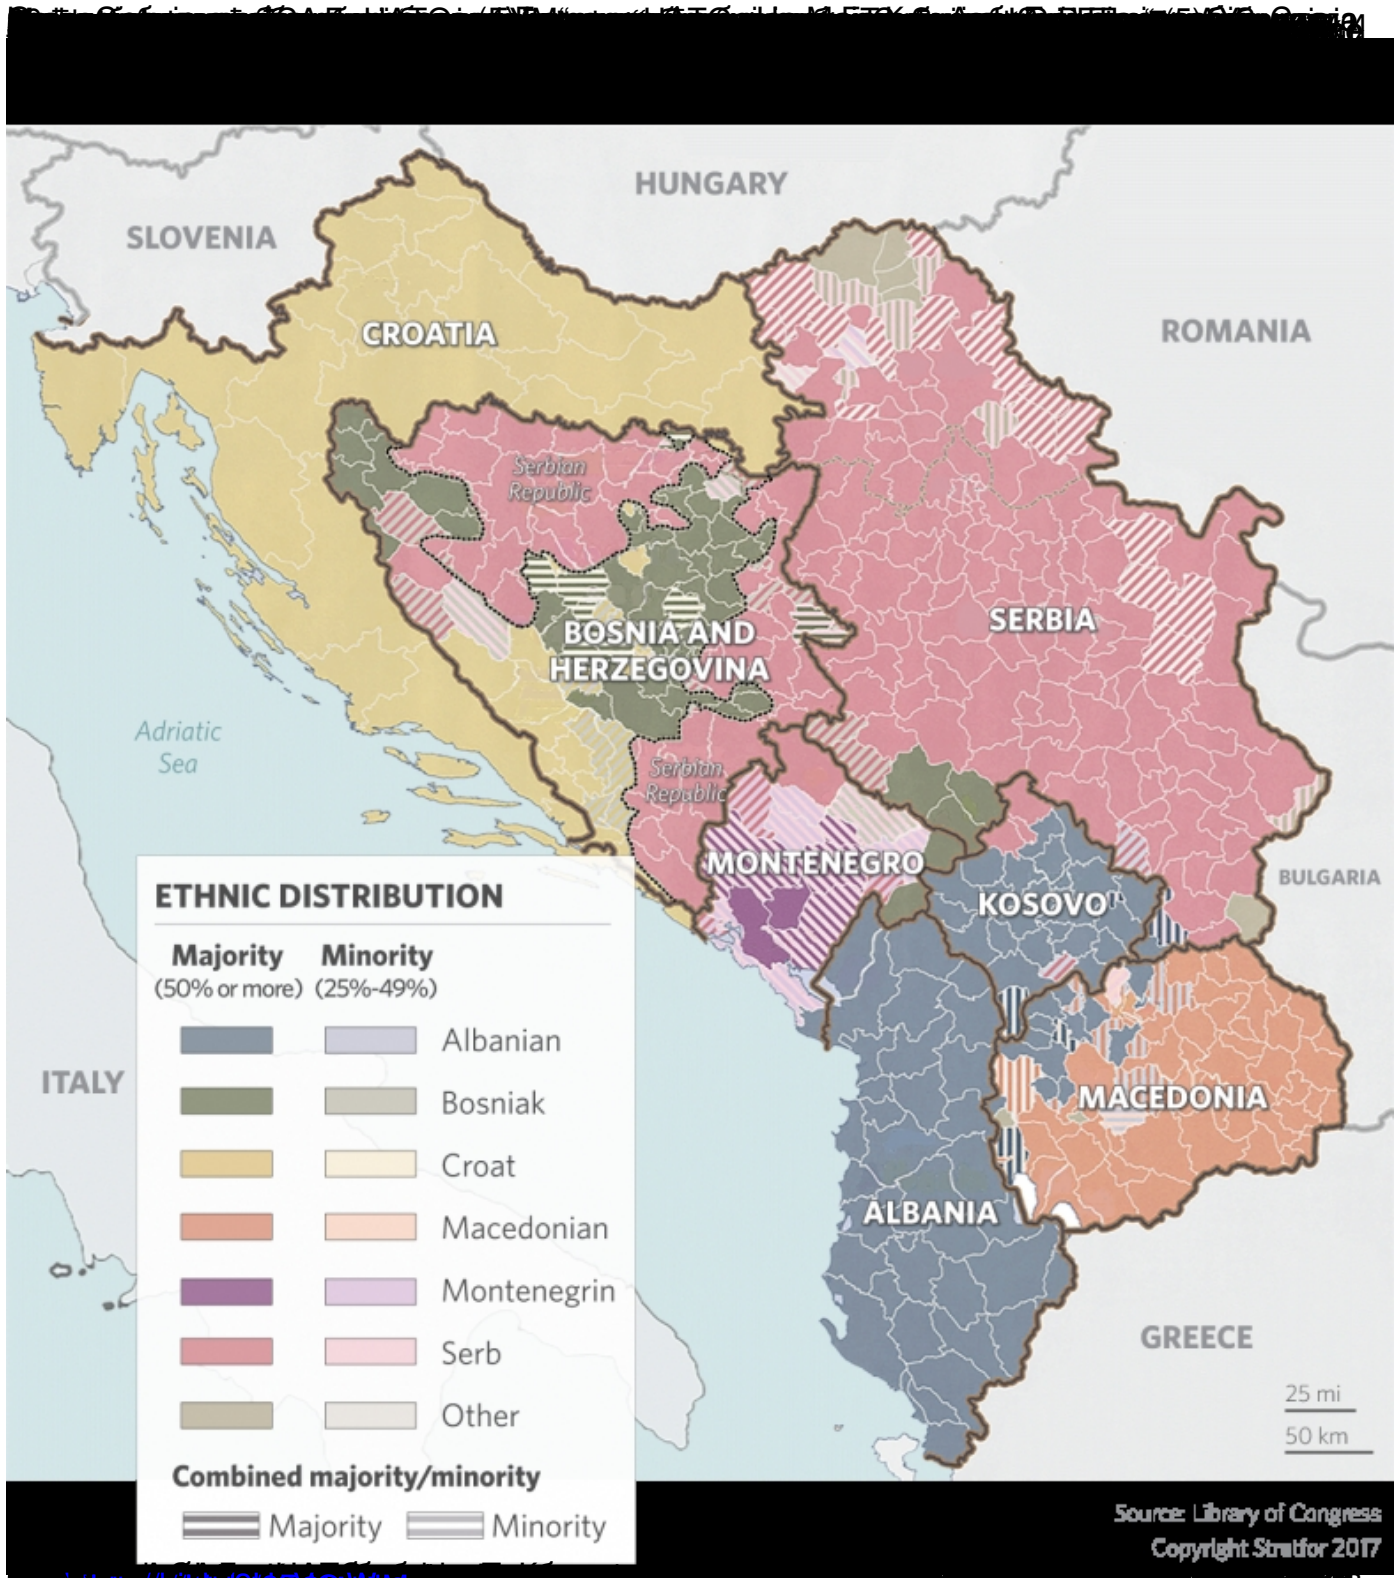 HUNGARY
SLOVENIA
CROATIA
ROMANIA
Serbian
Republic
SERBIA
BOSNIA AND
HERZEGOVINA
Adriatic
Sea
Serbian
Republic
MONTENEGRO
BULGARIA
KOSOVO
ITALY
MACEDONIA
ALBANIA
GREECE
25 mi
50 km
ETHNIC DISTRIBUTION
Majority Minority
(50% or more) (25%-49%)
Albanian
Bosniak
Croat
Macedonian
Montenegrin
Serb
Other
Combined majority/minority
Majority Minority
Source: Library of Congress
Copyright Stratfor 2017